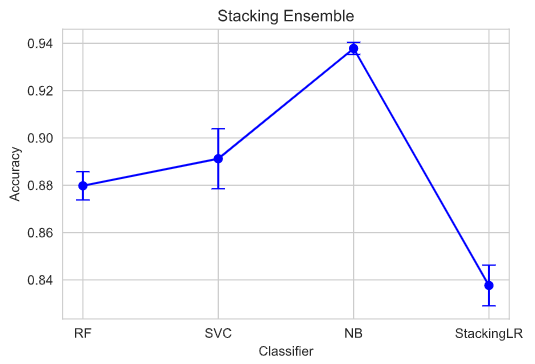 Stacking Ensemble
Accuracy
0.94
0.92
0.90
0.88
0.86
0.84
RF SVC NB StackingLR
Classifier